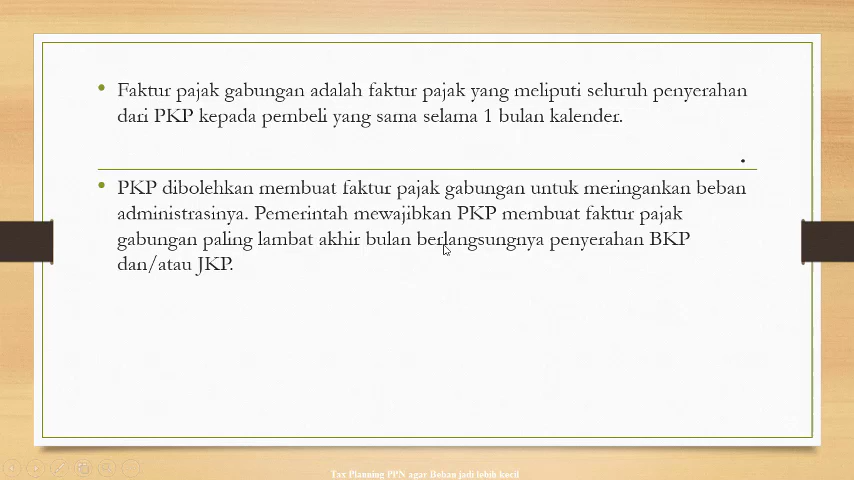 • Faktur pajak gabungan adalah faktur pajak yang meliputi seluruh penyerahan
dari PKP kepada pembeli yang sama selama 1 bulan kalender.
.
• PKP dibolehkan membuat faktur pajak gabungan untuk meringankan beban
administrasinya. Pemerintah mewajibkan PKP membuat faktur pajak
gabungan paling lambat akhir bulan berlangsungnya penyerahan BKP
dan/atau JKP.
Tax Planning PPN agar Beban jadi lebih kecil